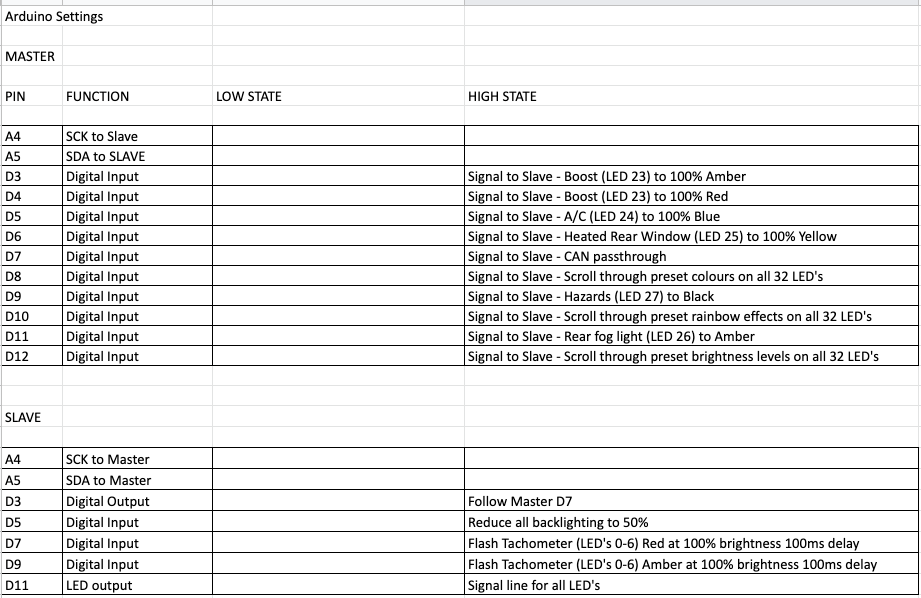 Arduino Settings
MASTER
PIN FUNCTION LOW STATE HIGH STATE
A4 SCK to Slave
A5 SDA to SLAVE
D3 Digital Input Signal to Slave - Boost (LED 23) to 100% Amber
D4 Digital Input Signal to Slave - Boost (LED 23) to 100% Red
D5 Digital Input Signal to Slave - A/C (LED 24) to 100% Blue
D6 Digital Input Signal to Slave - Heated Rear Window (LED 25) to 100% Yellow
D7 Digital Input Signal to Slave - CAN passthrough
D8 Digital Input Signal to Slave - Scroll through preset colours on all 32 LED's
D9 Digital Input Signal to Slave - Hazards (LED 27) to Black
D10 Digital Input Signal to Slave - Scroll through preset rainbow effects on all 32 LED's
D11 Digital Input Signal to Slave - Rear fog light (LED 26) to Amber
D12 Digital Input Signal to Slave - Scroll through preset brightness levels on all 32 LED's
SLAVE
A4 SCK to Master
A5 SDA to Master
D3 Digital Output Follow Master D7
D5 Digital Input Reduce all backlighting to 50%
D7 Digital Input Flash Tachometer (LED's 0-6) Red at 100% brightness 100ms delay
D9 Digital Input Flash Tachometer (LED's 0-6) Amber at 100% brightness 100ms delay
D11 LED output Signal line for all LED's